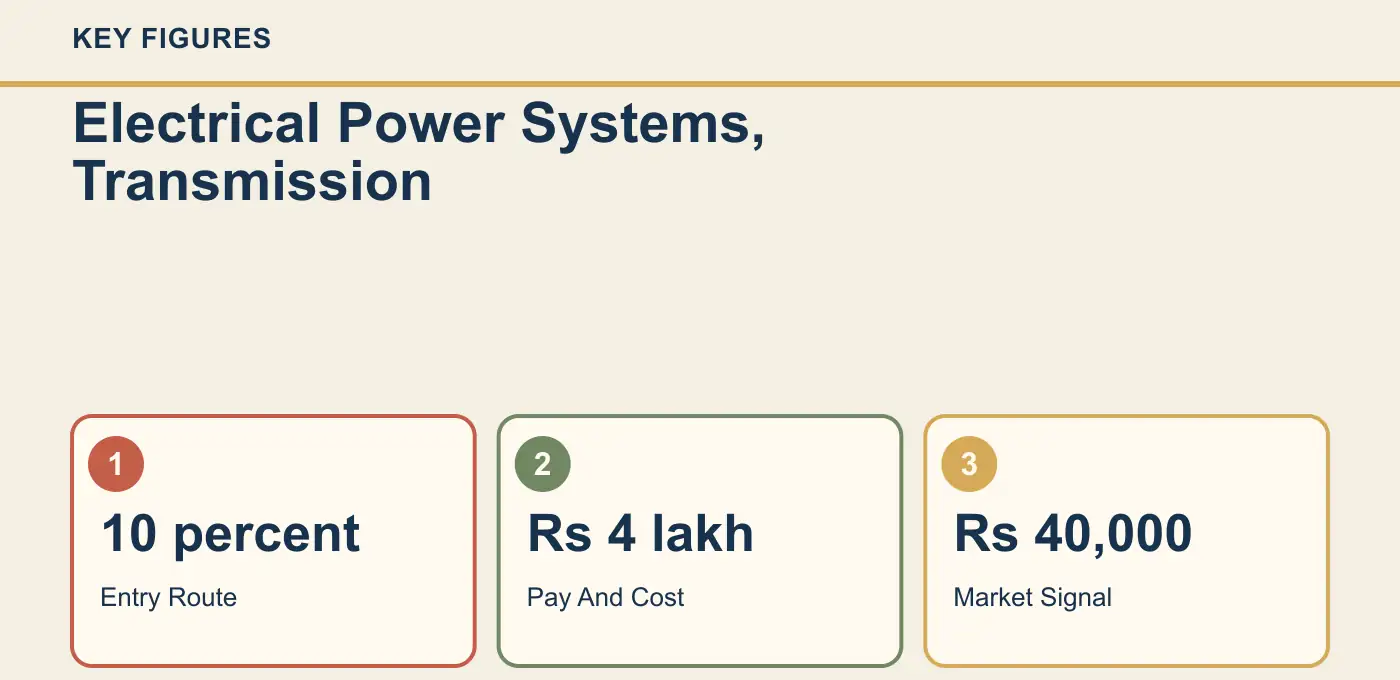 KEY FIGURES
Electrical Power Systems,
Transmission
1
10 percent
Entry Route
2
Rs 4 lakh
Pay And Cost
3
Rs 40,000
Market Signal